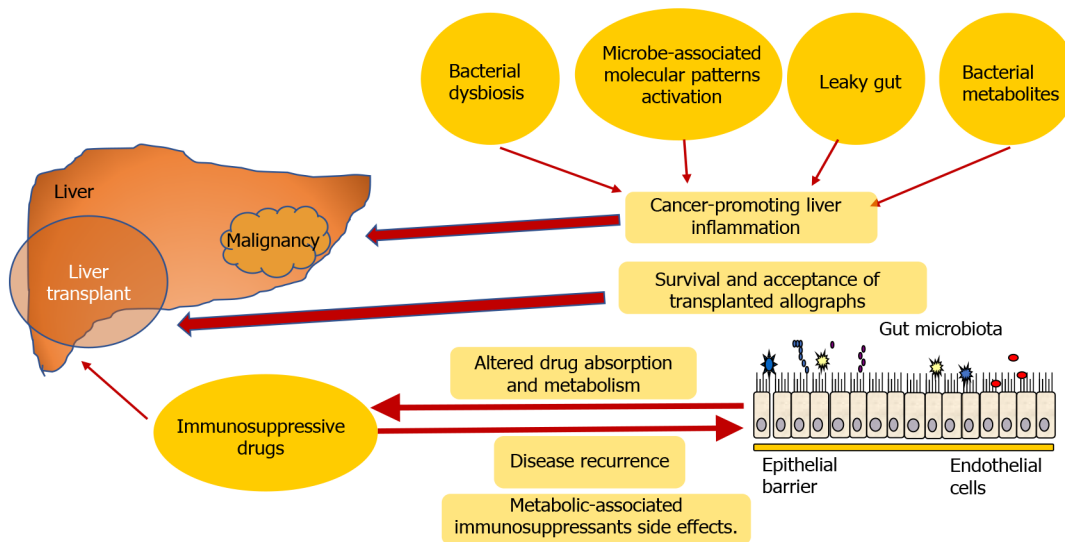 Bacterial
dysbiosis
Microbe-associated
molecular patterns
activation
Leaky gut
Bacterial
metabolites
Liver
Malignancy
Cancer-promoting liver
inflammation
Liver
transplant
Survival and acceptance of
transplanted allographs
Gut microbiota
Altered drug absorption
and metabolism
Immunosuppressive
drugs
Disease recurrence
Epithelial
barrier
Endothelial
cells
Metabolic-associated
immunosuppressants side effects.